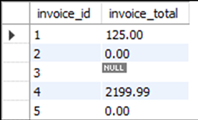 invoice_id invoice_total
1 125.00
2 0.00
3 NULL
4 2199.99
5 0.00